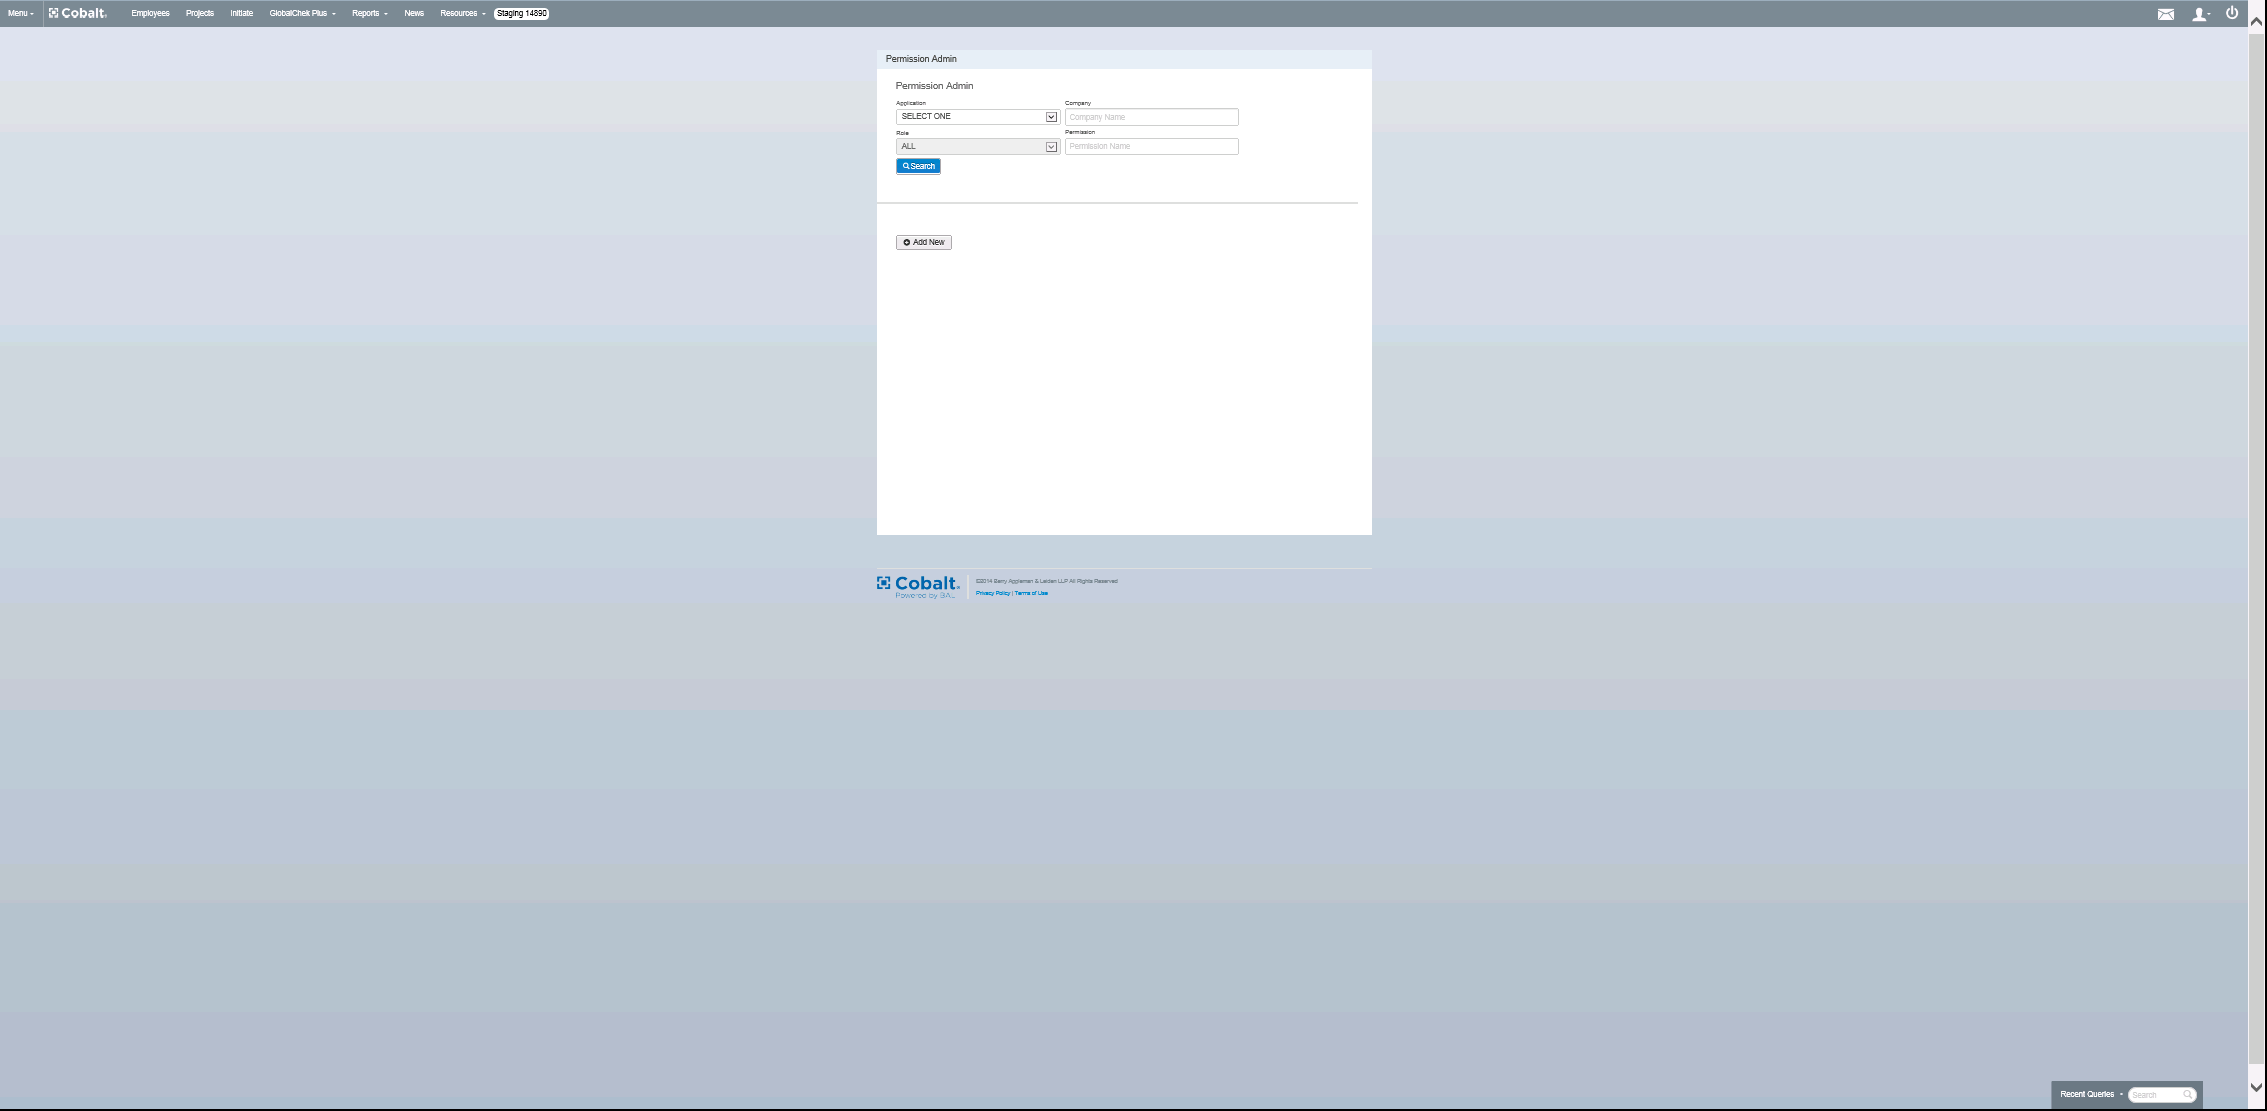 Menu Cobalt Employees Projects Initiate GlobalChek Plus Reports News Resources Staging 14890
Permission Admin
Permission Admin
Application Company
SELECT ONE Company Name
Role Permission
ALL Permission Name
Search
Add New
Cobalt
Powered by BAL
©2014 Berry Appleman & Leiden LLP All Rights Reserved
Privacy Policy | Terms of Use
Recent Queries Search